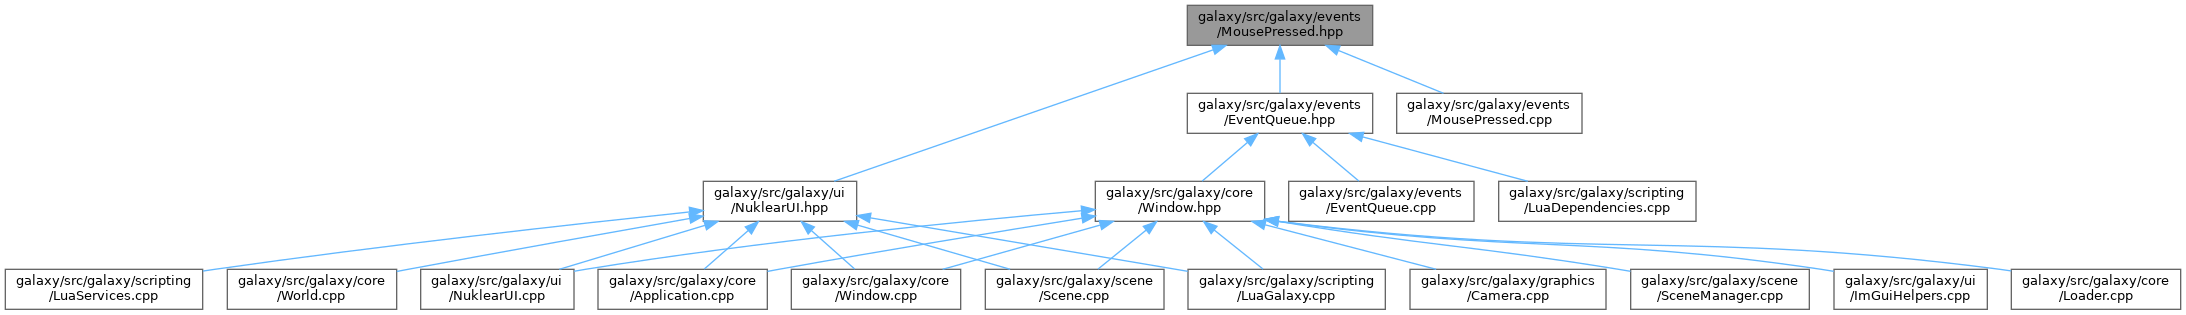 galaxy/src/galaxy/events
/MousePressed.hpp
galaxy/src/galaxy/events
/EventQueue.hpp
galaxy/src/galaxy/events
/MousePressed.cpp
galaxy/src/galaxy/ui
/NuklearUI.hpp
galaxy/src/galaxy/core
/Window.hpp
galaxy/src/galaxy/events
/EventQueue.cpp
galaxy/src/galaxy/scripting
/LuaDependencies.cpp
galaxy/src/galaxy/scripting
/LuaServices.cpp
galaxy/src/galaxy/core
/World.cpp
galaxy/src/galaxy/ui
/NuklearUI.cpp
galaxy/src/galaxy/core
/Application.cpp
galaxy/src/galaxy/core
/Window.cpp
galaxy/src/galaxy/scene
/Scene.cpp
galaxy/src/galaxy/scripting
/LuaGalaxy.cpp
galaxy/src/galaxy/graphics
/Camera.cpp
galaxy/src/galaxy/scene
/SceneManager.cpp
galaxy/src/galaxy/ui
/ImGuiHelpers.cpp
galaxy/src/galaxy/core
/Loader.cpp